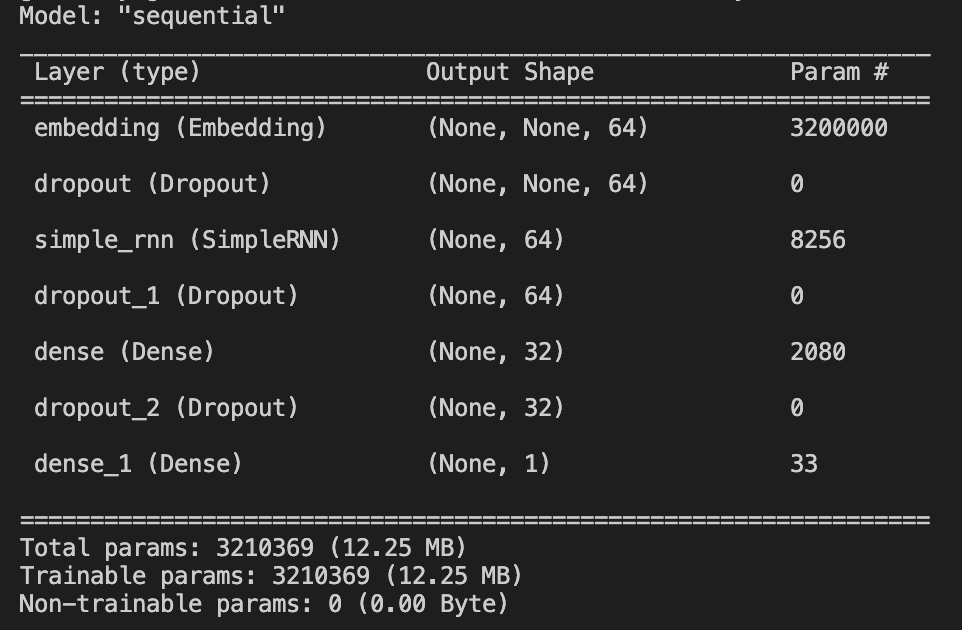 Model: "sequential"
Layer (type) Output Shape Param #
embedding (Embedding) (None, None, 64) 3200000
dropout (Dropout) (None, None, 64) 0
simple_rnn (SimpleRNN) (None, 64) 8256
dropout_1 (Dropout) (None, 64) 0
dense (Dense) (None, 32) 2080
dropout_2 (Dropout) (None, 32) 0
dense_1 (Dense) (None, 1) 33
Total params: 3210369 (12.25 MB)
Trainable params: 3210369 (12.25 MB)
Non-trainable params: 0 (0.00 Byte)